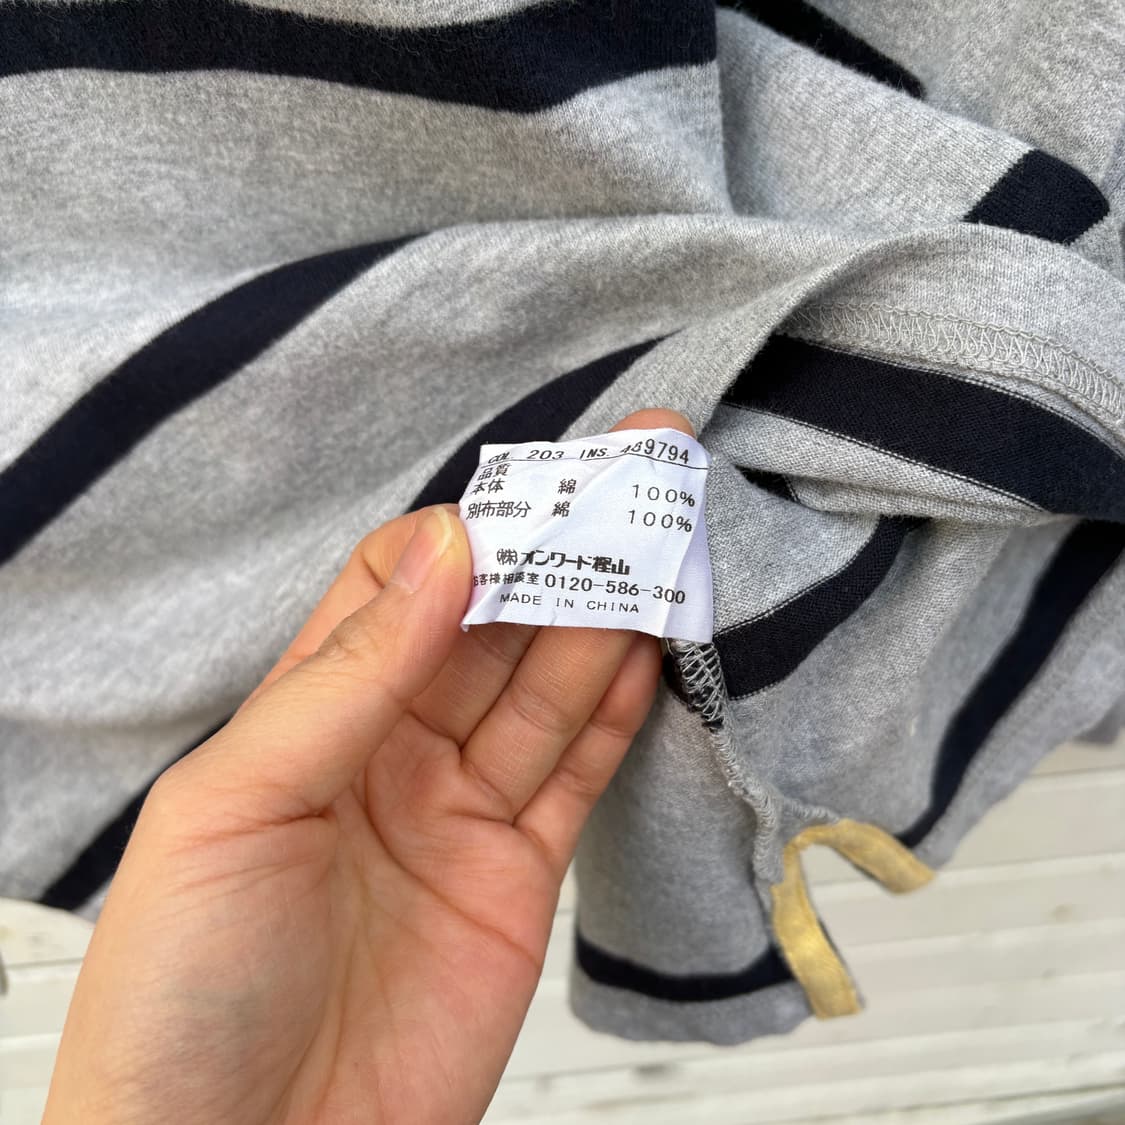 COL. 203 INS. 489794
品質
本体 綿 100%
別布部分 綿 100%
(株)オンワード樫山
お客様相談室 0120-586-300
MADE IN CHINA